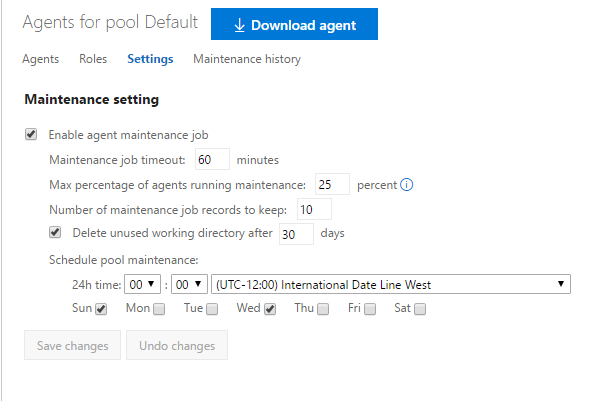 Agents for pool Default Download agent
Agents Roles Settings Maintenance history
Maintenance setting
Enable agent maintenance job
Maintenance job timeout: 60 minutes
Max percentage of agents running maintenance: 25 percent
Number of maintenance job records to keep: 10
Delete unused working directory after 30 days
Schedule pool maintenance:
24h time: 00 : 00 (UTC-12:00) International Date Line West
Sun Mon Tue Wed Thu Fri Sat
Save changes Undo changes